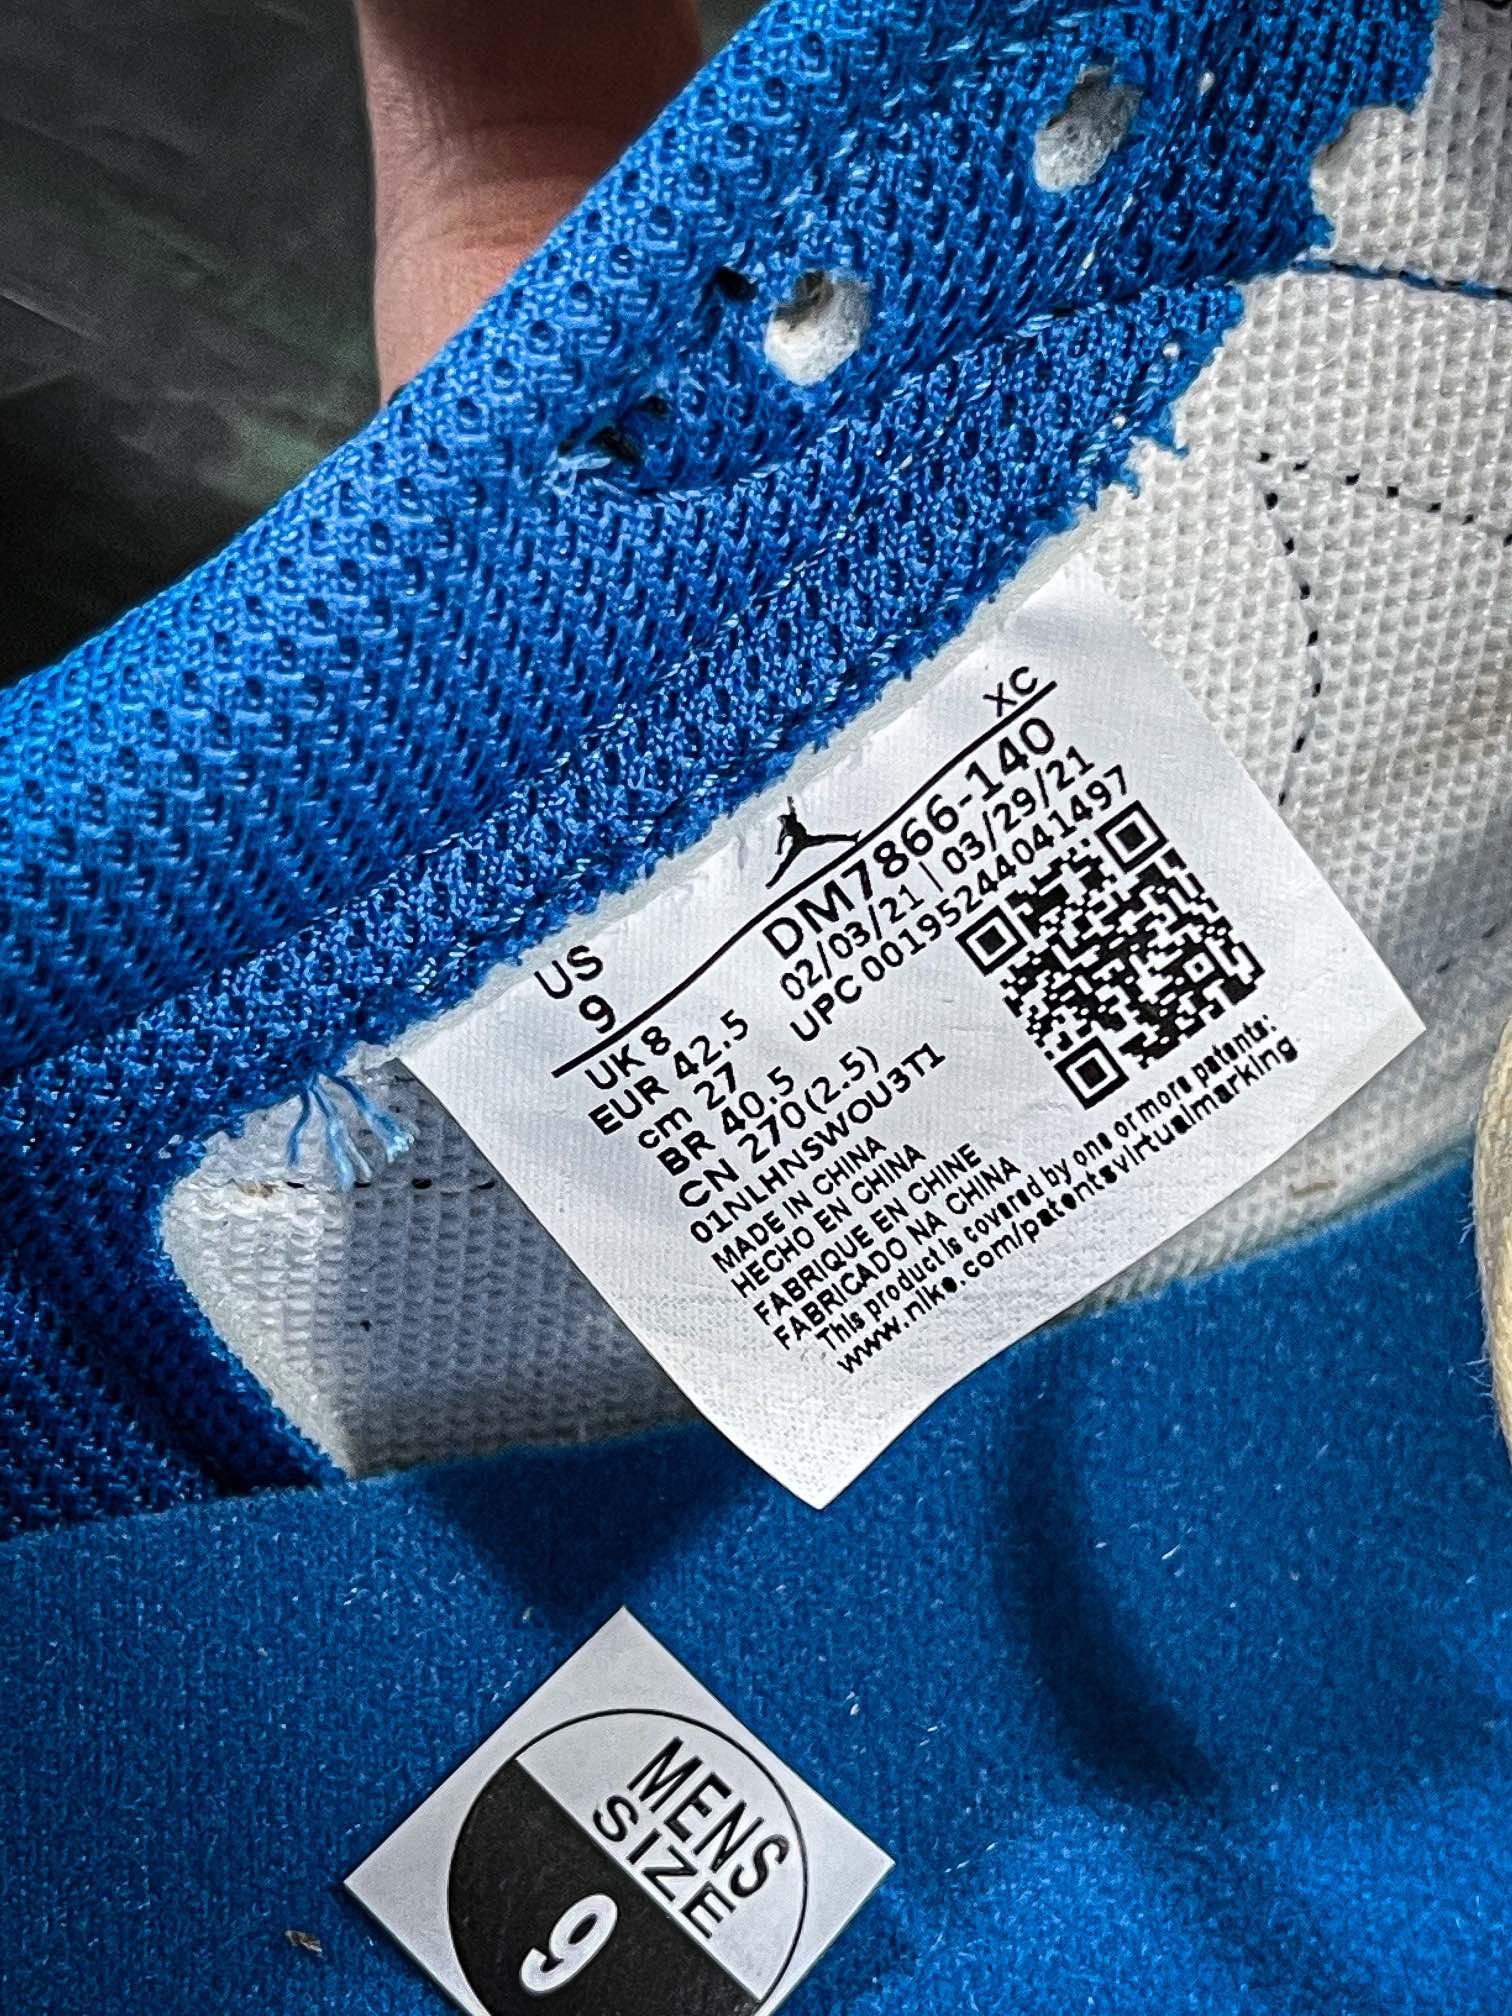 XC
US
9
DM7866-140
UK 8
02/03/21 | 03/29/21
EUR 42.5
UPC 00195244041497
cm 27
BR 40.5
CN 270(2.5)
01NLHNSWOU3T1
MADE IN CHINA
HECHO EN CHINA
FABRIQUE EN CHINE
FABRICADO NA CHINA
This product is covered by one or more patents:
www.nike.com/patentsvirtualmarking
MENS
SIZE
9